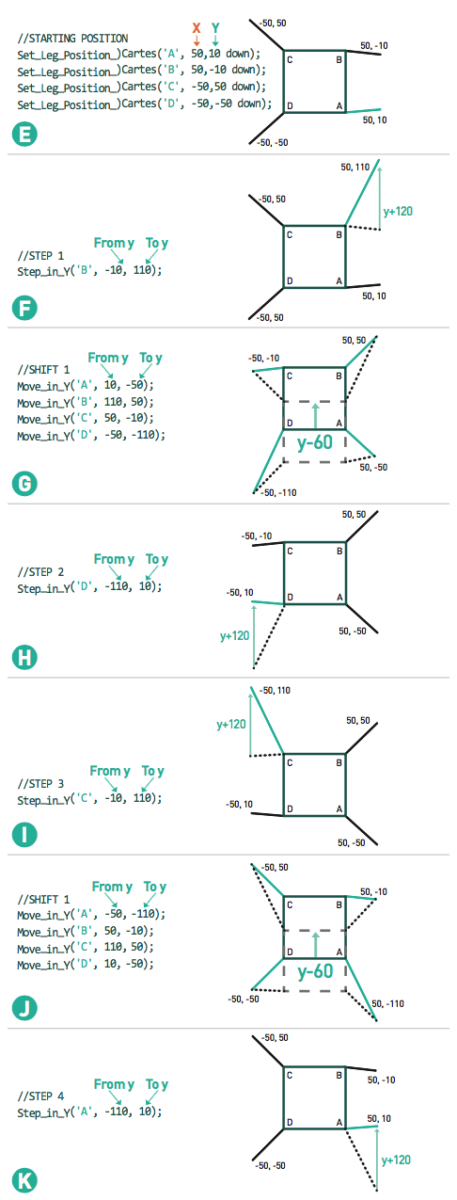 X Y
//STARTING POSITION
Set_Leg_Position_)Cartes('A', 50,10 down);
Set_Leg_Position_)Cartes('B', 50,-10 down);
Set_Leg_Position_)Cartes('C', -50,50 down);
Set_Leg_Position_)Cartes('D', -50,-50 down);
E
-50, 50
50, -10
C B
D A
50, 10
-50, -50
From y To y
//STEP 1
Step_in_Y('B', -10, 110);
F
50, 110
-50, 50
y+120
C B
D A
50, 10
-50, 50
//SHIFT 1
From y To y
Move_in_Y('A', 10, -50);
Move_in_Y('B', 110, 50);
Move_in_Y('C', 50, -10);
Move_in_Y('D', -50, -110);
G
50, 50
-50, -10
C B
D A
y-60
50, -50
-50, -110
From y To y
//STEP 2
Step_in_Y('D', -110, 10);
H
50, 50
-50, -10
C B
-50, 10
D A
y+120
50, -50
From y To y
//STEP 3
Step_in_Y('C', -10, 110);
I
-50, 110
y+120
50, 50
C B
-50, 10
D A
50, -50
From y To y
//SHIFT 1
Move_in_Y('A', -50, -110);
Move_in_Y('B', 50, -10);
Move_in_Y('C', 110, 50);
Move_in_Y('D', 10, -50);
J
-50, 50
50, -10
C B
D A
y-60
-50, -50
50, -110
From y To y
//STEP 4
Step_in_Y('A', -110, 10);
K
-50, 50
C B
50, -10
D A
50, 10
-50, -50
y+120